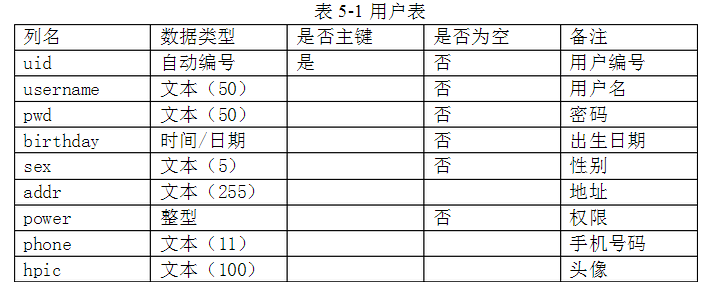 表 5-1 用户表
列名 数据类型 是否主键 是否为空 备注
uid 自动编号 是 否 用户编号
username 文本（50） 否 用户名
pwd 文本（50） 否 密码
birthday 时间/日期 否 出生日期
sex 文本（5） 否 性别
addr 文本（255） 地址
power 整型 否 权限
phone 文本（11） 手机号码
hpic 文本（100） 头像